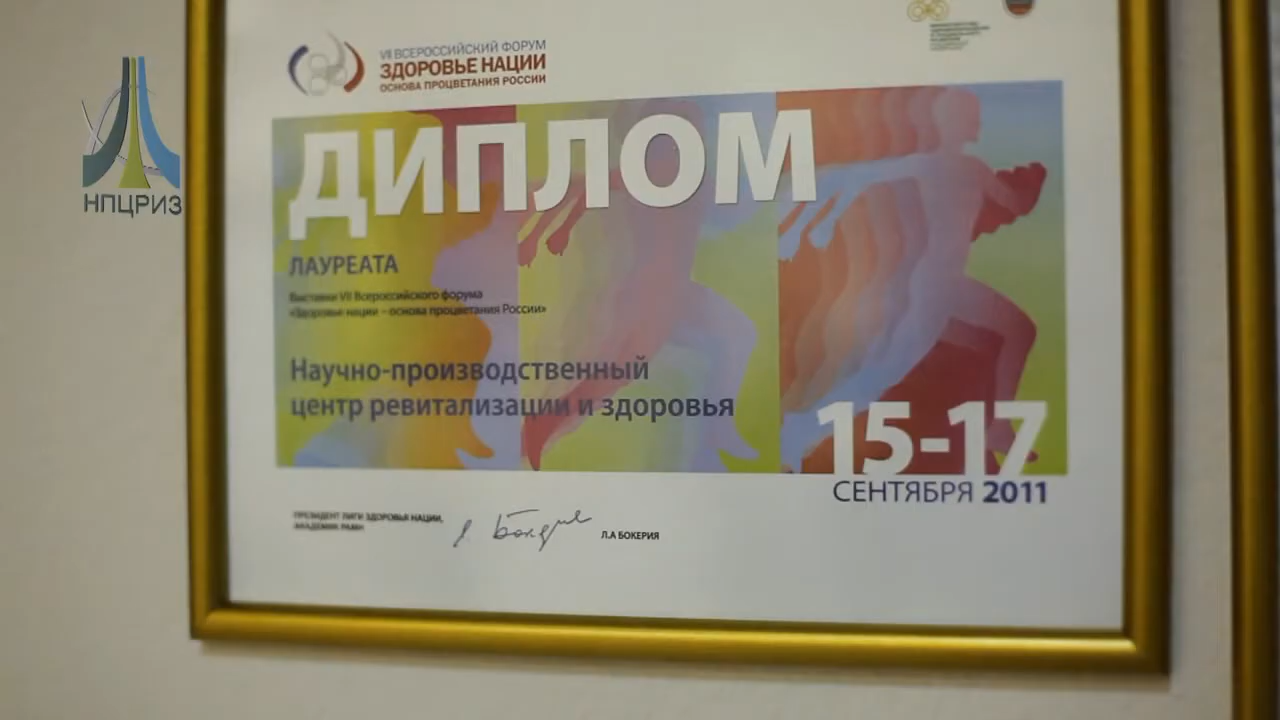 НПЦРИЗ
VII ВСЕРОССИЙСКИЙ ФОРУМ
ЗДОРОВЬЕ НАЦИИ
ОСНОВА ПРОЦВЕТАНИЯ РОССИИ
ДИПЛОМ
ЛАУРЕАТА
Выставки VII Всероссийского форума
«Здоровье нации – основа процветания России»
Научно-производственный
центр ревитализации и здоровья
15-17
СЕНТЯБРЯ 2011
ПРЕЗИДЕНТ ЛИГИ ЗДОРОВЬЯ НАЦИИ,
АКАДЕМИК РАМН
Л.А БОКЕРИЯ